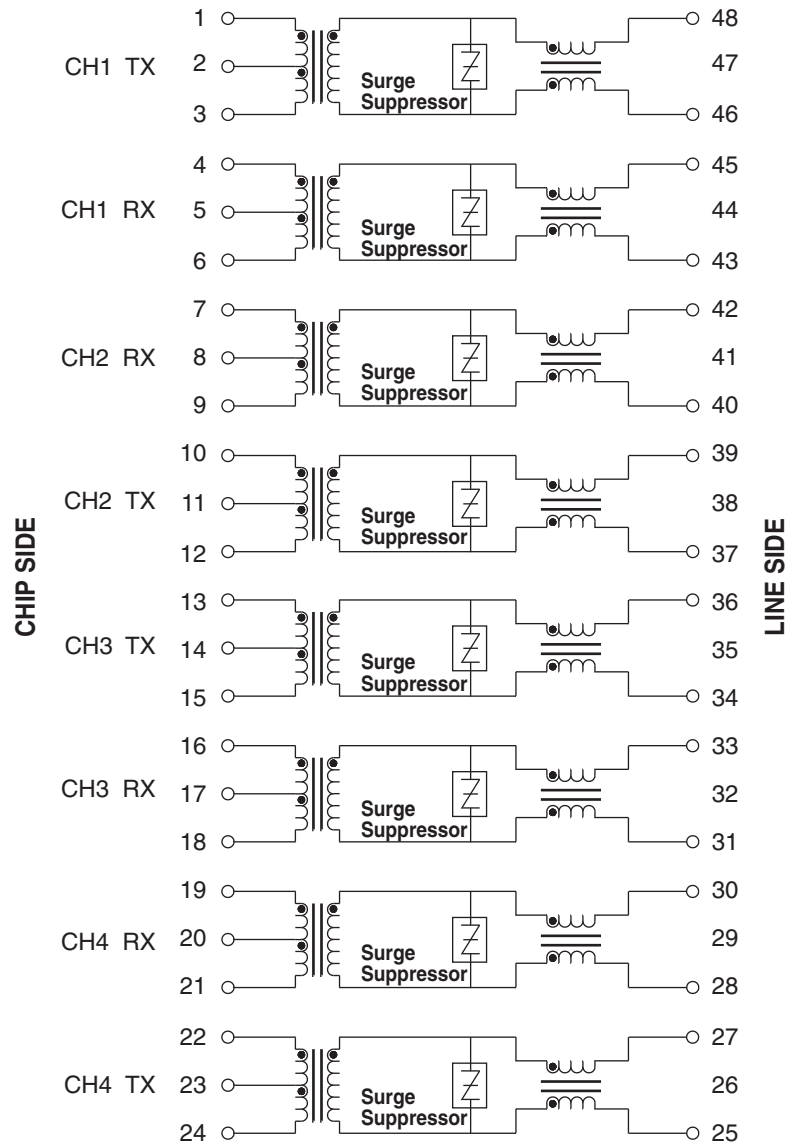 1 48
CH1 TX 2 47
Surge
Suppressor
3 46
4 45
CH1 RX 5 44
Surge
Suppressor
6 43
7 42
CH2 RX 8 41
Surge
Suppressor
9 40
10 39
CH2 TX 11 38
Surge
Suppressor
12 37
CHIP SIDE
LINE SIDE
13 36
CH3 TX 14 35
Surge
Suppressor
15 34
16 33
CH3 RX 17 32
Surge
Suppressor
18 31
19 30
CH4 RX 20 29
Surge
Suppressor
21 28
22 27
CH4 TX 23 26
Surge
Suppressor
24 25